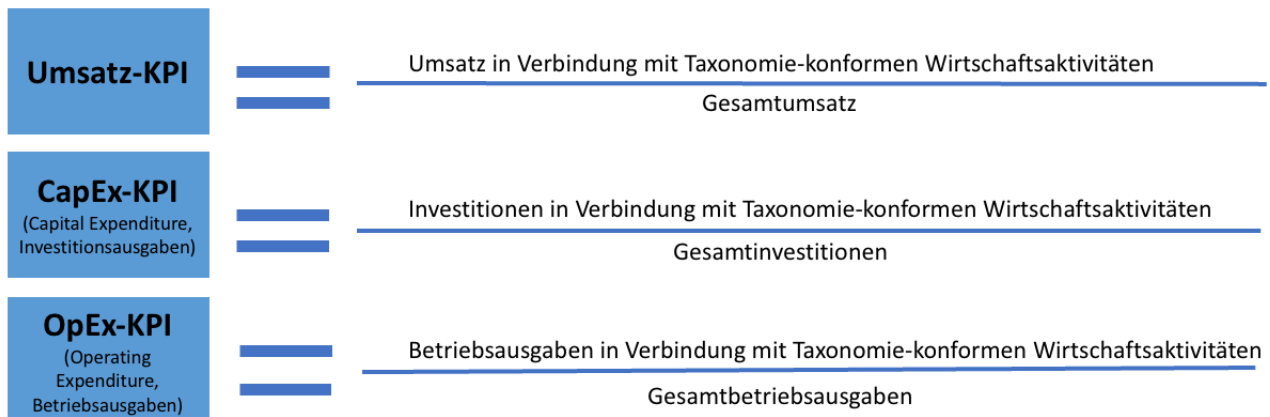 Umsatz-KPI
Umsatz in Verbindung mit Taxonomie-konformen Wirtschaftsaktivitäten
Gesamtumsatz
CapEx-KPI
(Capital Expenditure,
Investitionsausgaben)
Investitionen in Verbindung mit Taxonomie-konformen Wirtschaftsaktivitäten
Gesamtinvestitionen
OpEx-KPI
(Operating
Expenditure,
Betriebsausgaben)
Betriebsausgaben in Verbindung mit Taxonomie-konformen Wirtschaftsaktivitäten
Gesamtbetriebsausgaben